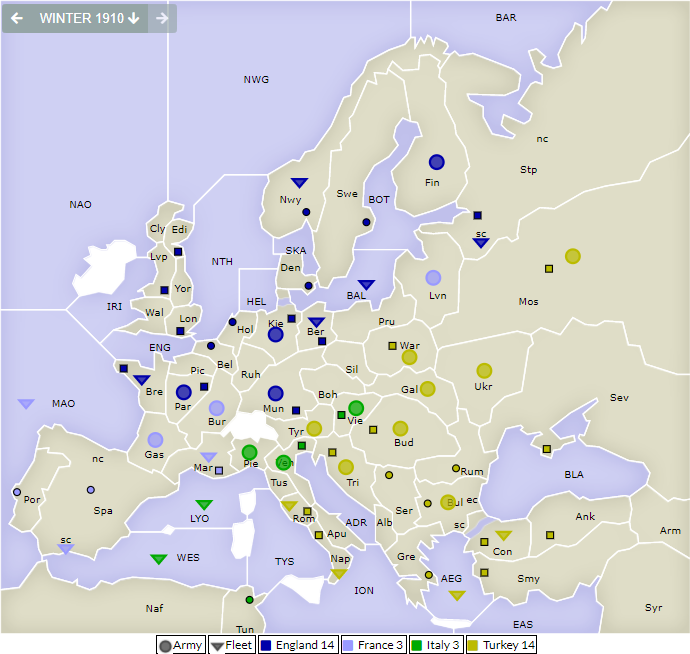 WINTER 1910
BAR
NWG
nc
Stp
Fin
Swe
BOT
Nwy
NAO
Cly Edi
sc
Lvp
NTH
SKA
Den
Mos
Lvn
Yor
HEL
BAL
IRI
Wal
Lon
Hol
Kie
Ber
Pru
ENG
War
Pic
Bel
Ruh
Sil
Ukr
Gal
Bre
Boh
Sev
MAO
Par
Bur
Mun
Vie
Tyr
Bud
Gas
nc
Mar
Pie
Ven
Tri
Rum
BLA
Por
Spa
Tus
Bul ec
LYO
Rom
ADR
Ser
sc
Ank
Alb
Arm
Apu
Con
sc
WES
TYS
Nap
Gre
AEG
Smy
ION
Naf
Syr
Tun
EAS
Army Fleet England 14 France 3 Italy 3 Turkey 14